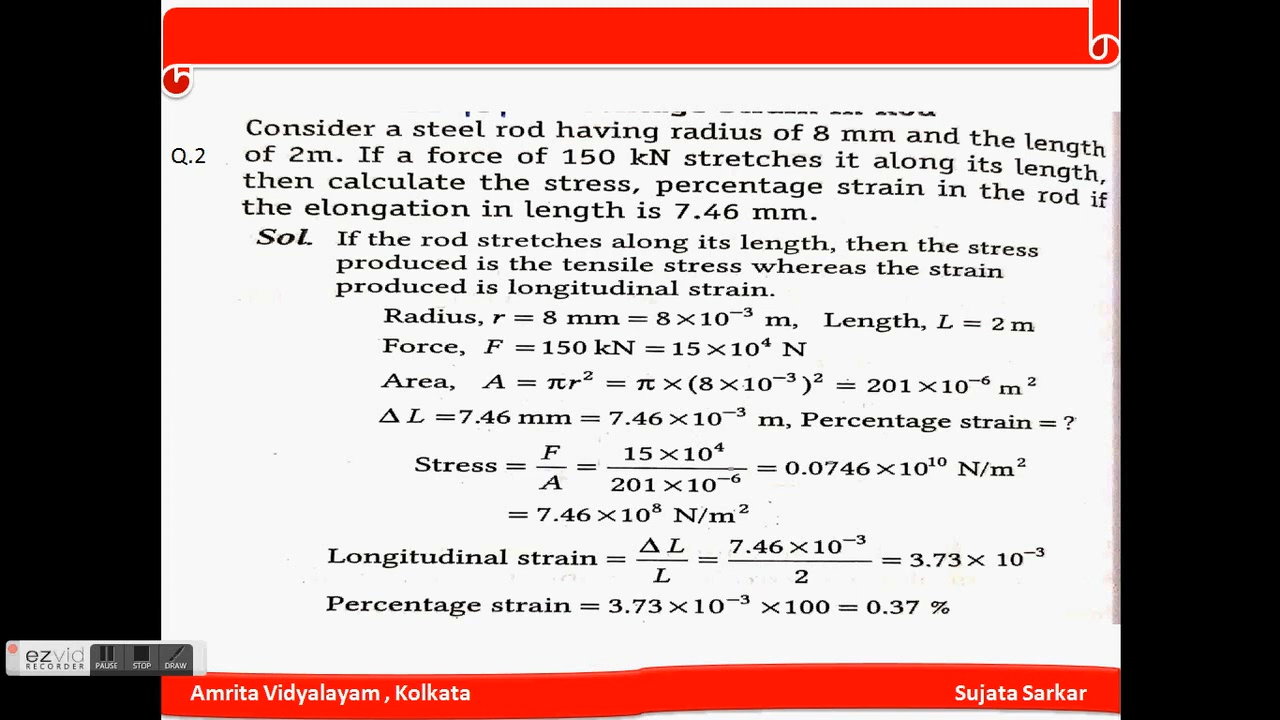 Consider a steel rod having radius of 8 mm and the length
Q.2 of 2m. If a force of 150 kN stretches it along its length,
then calculate the stress, percentage strain in the rod if
the elongation in length is 7.46 mm.
Sol. If the rod stretches along its length, then the stress
produced is the tensile stress whereas the strain
produced is longitudinal strain.
Radius, r = 8 mm = 8×10⁻³ m, Length, L = 2 m
Force, F = 150 kN = 15×10⁴ N
Area, A = πr² = π×(8×10⁻³)² = 201×10⁻⁶ m²
ΔL = 7.46 mm = 7.46×10⁻³ m, Percentage strain = ?
Stress = F/A = 15×10⁴/201×10⁻⁶ = 0.0746×10¹⁰ N/m²
= 7.46×10⁸ N/m²
Longitudinal strain = ΔL/L = 7.46×10⁻³/2 = 3.73× 10⁻³
Percentage strain = 3.73×10⁻³ ×100 = 0.37 %
ezvid
RECORDER
PAUSE STOP DRAW
Amrita Vidyalayam , Kolkata Sujata Sarkar